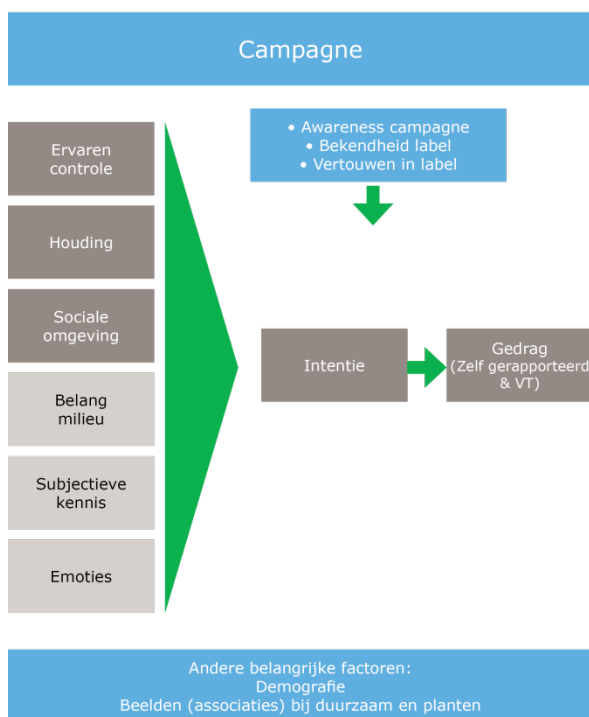 Campagne
• Awareness campagne
• Bekendheid label
• Vertouwen in label
Ervaren
controle
Houding
Sociale
omgeving
Belang
milieu
Subjectieve
kennis
Emoties
Intentie
Gedrag
(Zelf gerapporteerd
& VT)
Andere belangrijke factoren:
Demografie
Beelden (associaties) bij duurzaam en planten